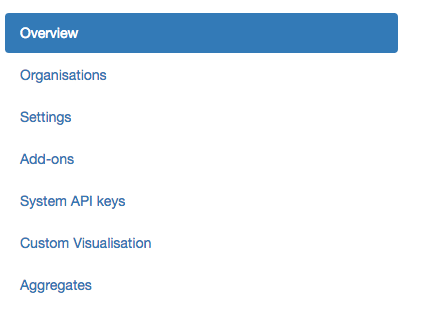 Overview
Organisations
Settings
Add-ons
System API keys
Custom Visualisation
Aggregates